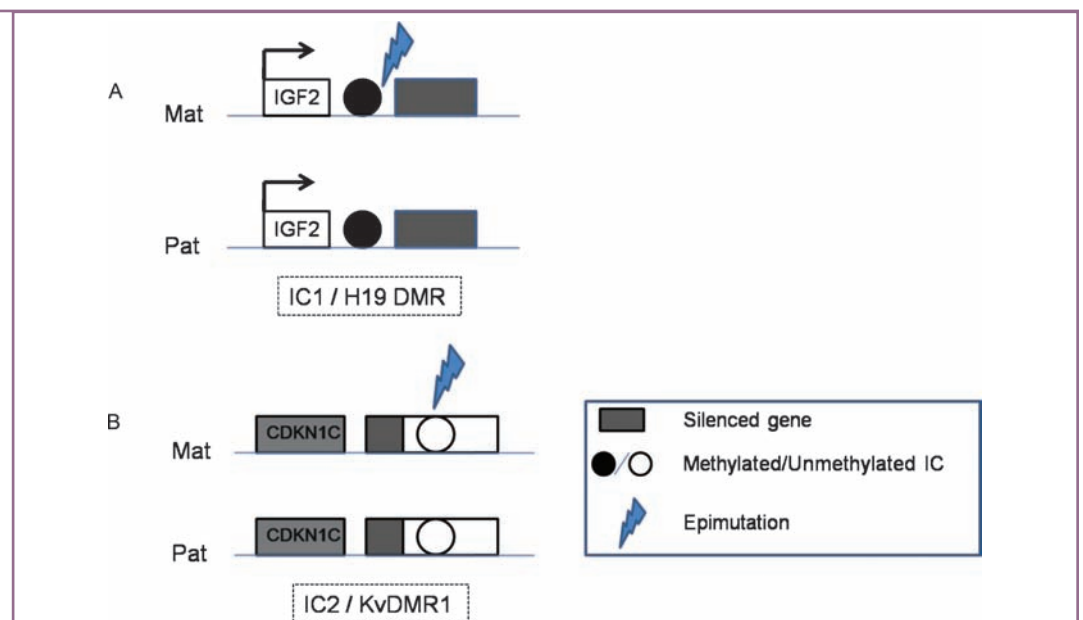 A
IGF2
Mat
IGF2
Pat
IC1 / H19 DMR
B
CDKN1C
Mat
CDKN1C
Pat
IC2 / KvDMR1
Silenced gene
Methylated/Unmethylated IC
Epimutation